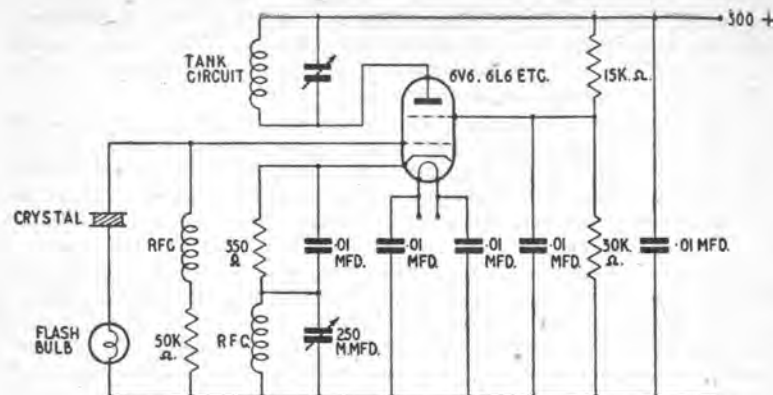 300 +
TANK
CIRCUIT
6V6. 6L6 ETC.
15K.Ω.
CRYSTAL
RFC
350
Ω
·01
MFD.
·01
MFD.
·01
MFD.
·01
MFD.
30K.
Ω.
·01 MFD.
FLASH
BULB
50K
Ω.
R.F.C.
250
M.MFD.